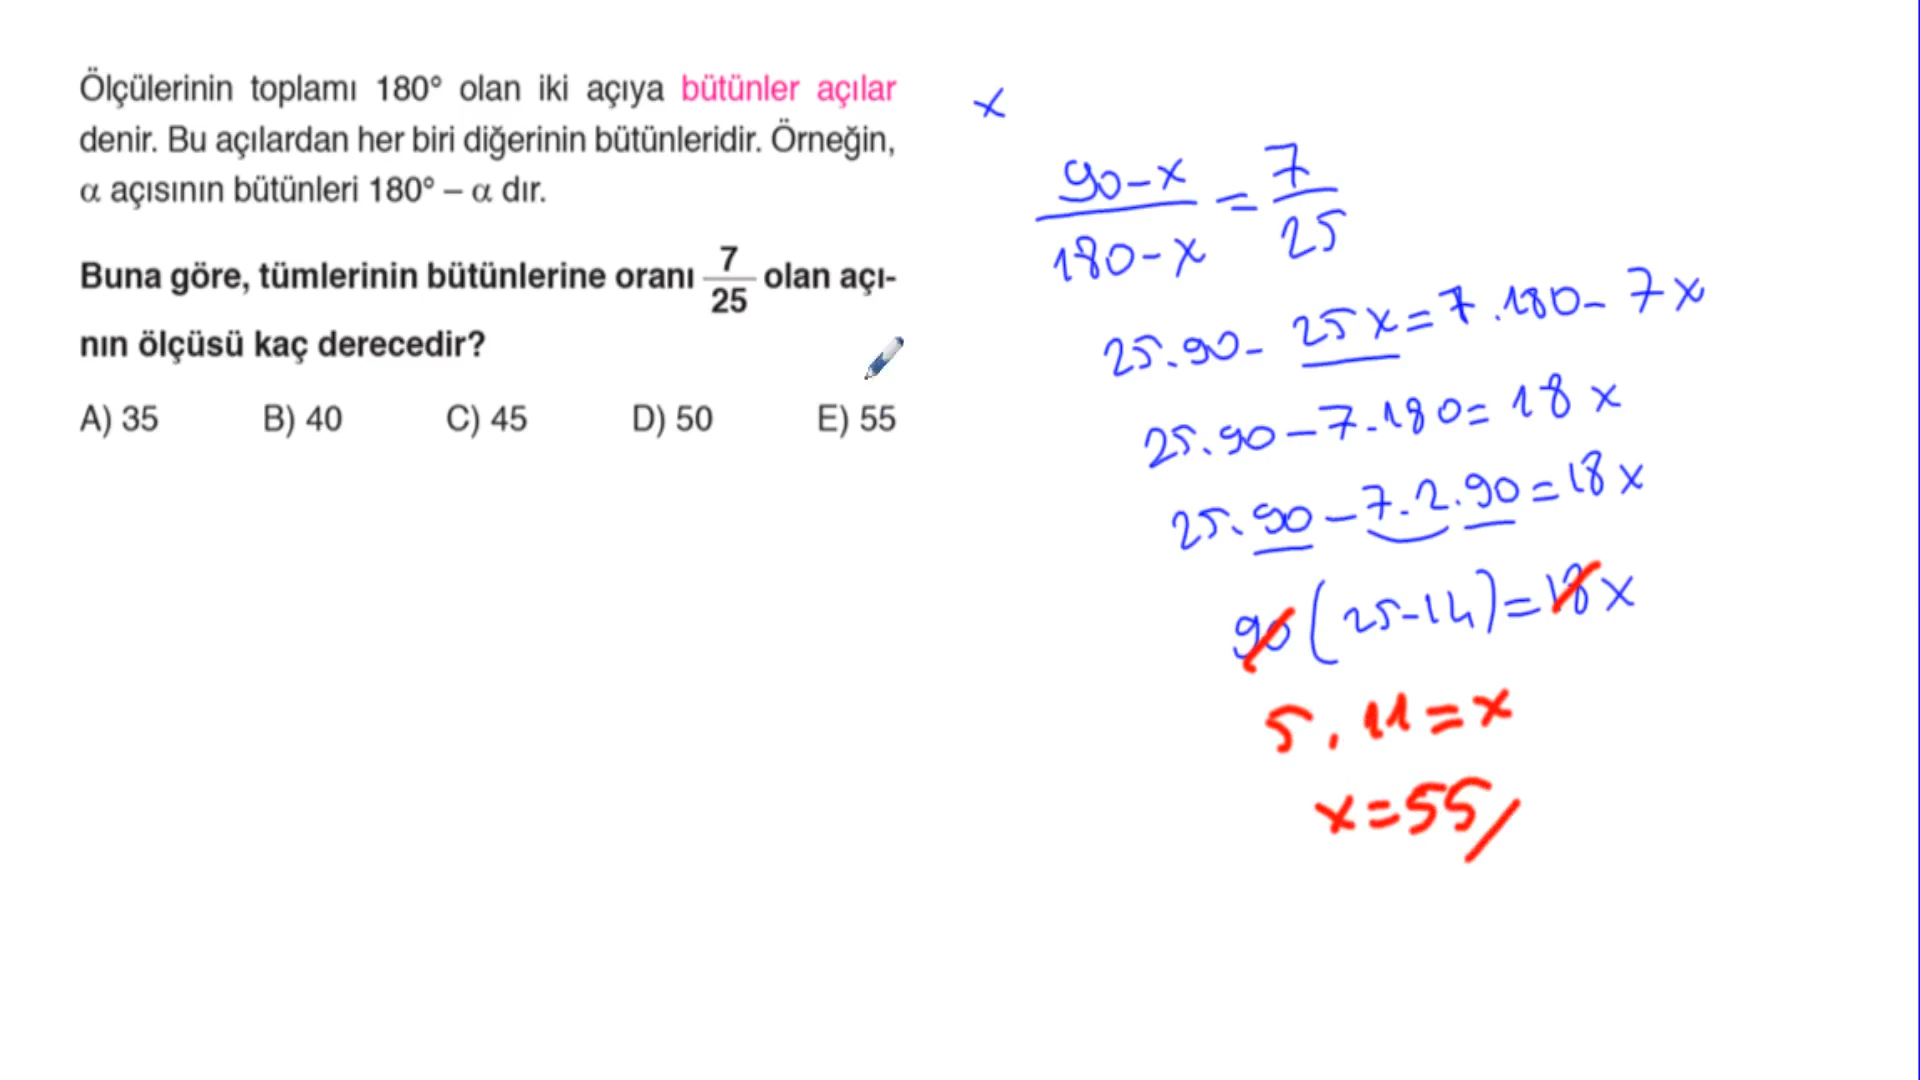 Ölçülerinin toplamı 180° olan iki açıya bütünler açılar
denir. Bu açılardan her biri diğerinin bütünleridir. Örneğin,
α açısının bütünleri 180° – α dır.
Buna göre, tümlerinin bütünlerine oranı 7/25 olan açı-
nın ölçüsü kaç derecedir?
A) 35 B) 40 C) 45 D) 50 E) 55
x
90-x/180-x = 7/25
25.90- 25x=7.180-7x
25.90-7.180=18x
25.90-7.2.90=18x
90(25-14)=18x
5.11=x
x=55/